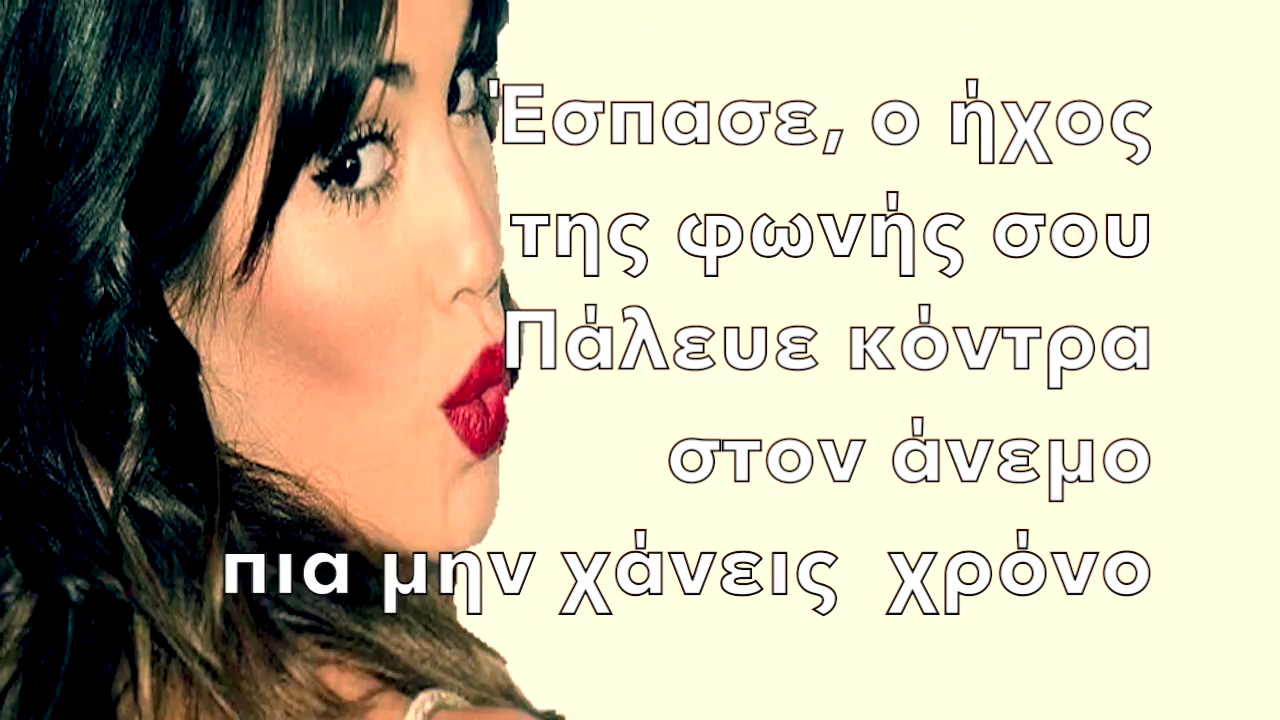 Έσπασε, ο ήχος
της φωνής σου
Πάλευε κόντρα
στον άνεμο
πια μην χάνεις χρόνο